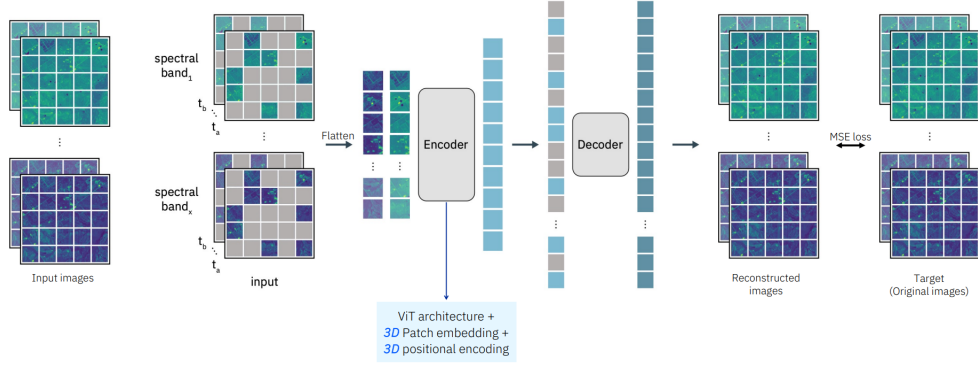 Input images
spectral
band1
tb
ta
spectral
bandx
tb
ta
input
Flatten
Encoder
ViT architecture +
3D Patch embedding +
3D positional encoding
Decoder
Reconstructed
images
MSE loss
Target
(Original images)